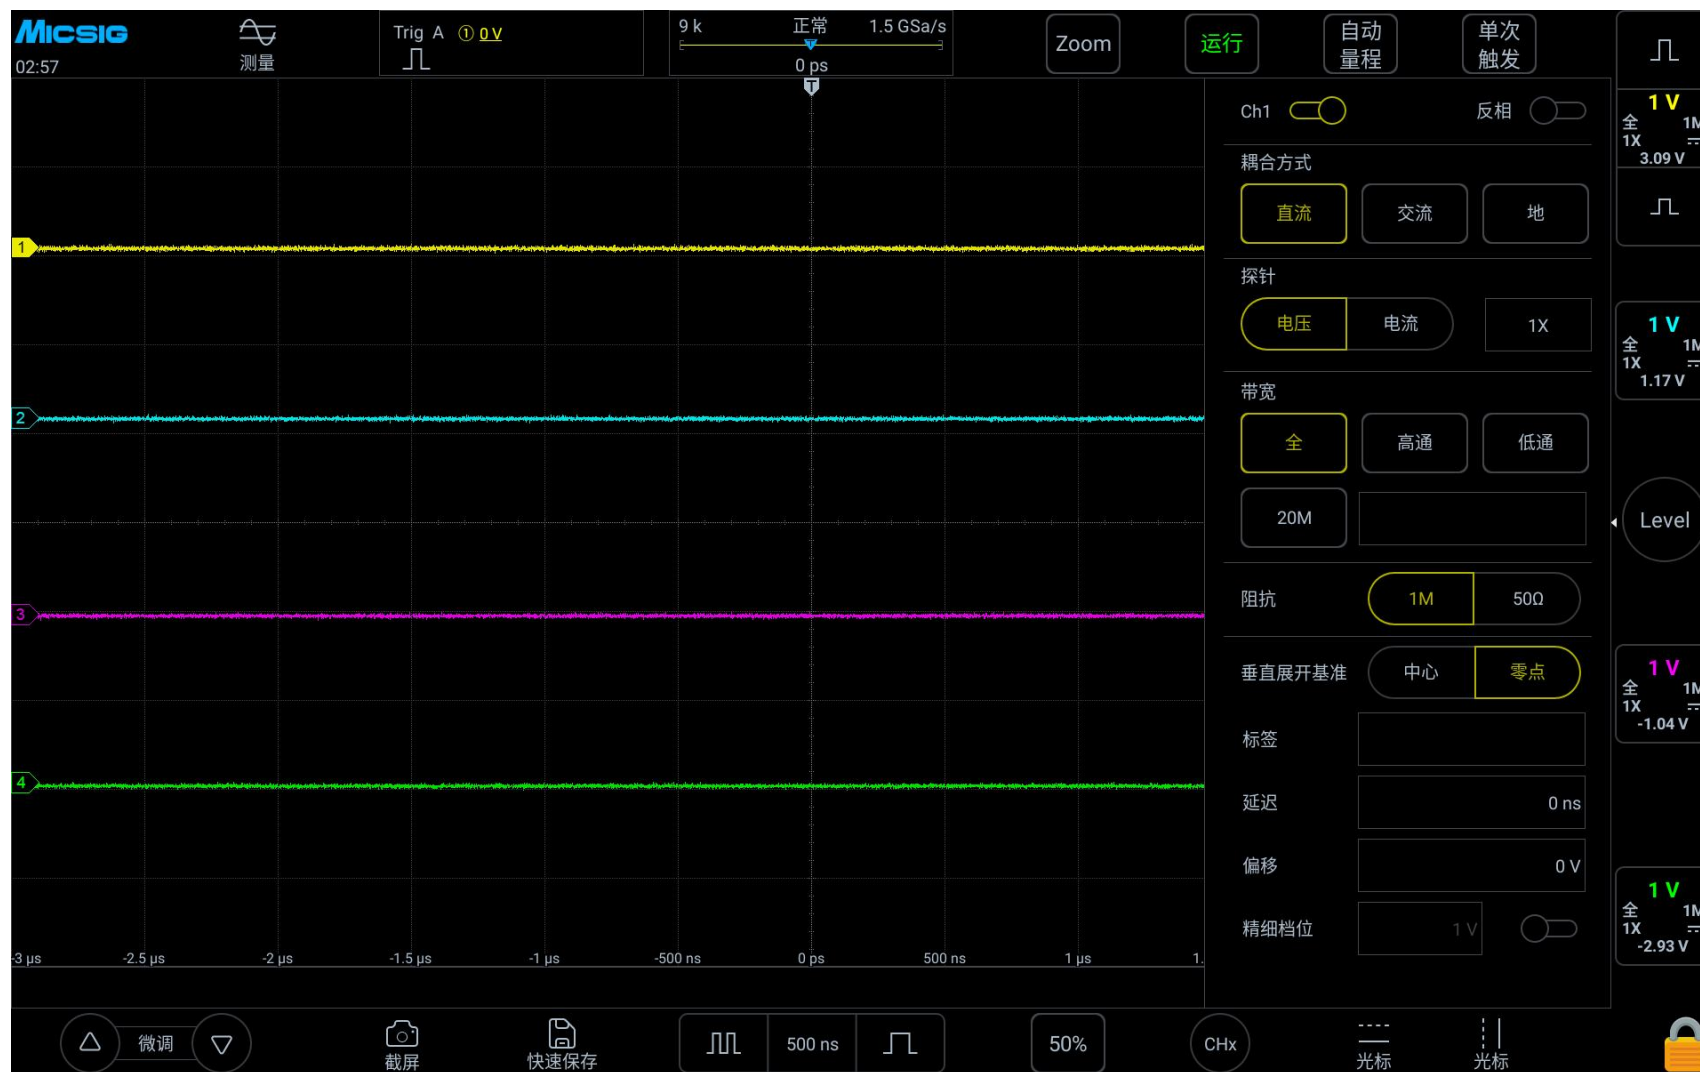 MICSIG
02:57
测量
Trig A ① 0 V
9 k 正常 1.5 GSa/s
0 ps
T
Zoom
运行
自动
量程
单次
触发
Ch1 反相
耦合方式
直流 交流 地
探针
电压 电流 1X
带宽
全 高通 低通
20M
阻抗 1M 50Ω
垂直展开基准 中心 零点
标签
延迟 0 ns
偏移 0 V
精细档位 1 V
1
2
3
4
-3 µs -2.5 µs -2 µs -1.5 µs -1 µs -500 ns 0 ps 500 ns 1 µs 1.
1 V
全 1M
1X
3.09 V
1 V
全 1M
1X
1.17 V
Level
1 V
全 1M
1X
-1.04 V
1 V
全 1M
1X
-2.93 V
微调
截屏
快速保存
500 ns
50%
CHx
光标
光标